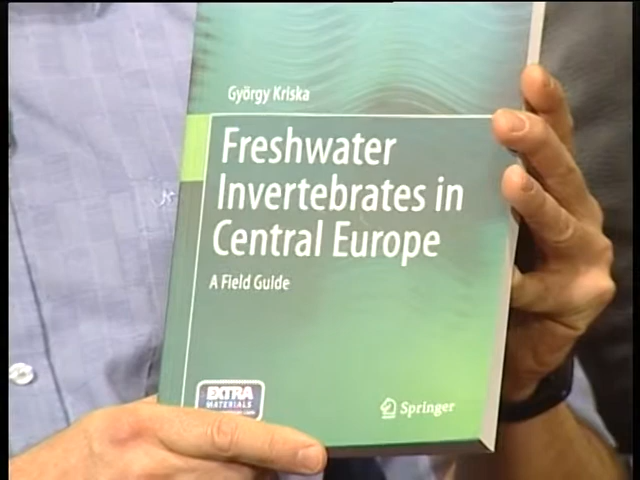 György Kriska
Freshwater
Invertebrates in
Central Europe
A Field Guide
EXTRA
MATERIALS
Springer